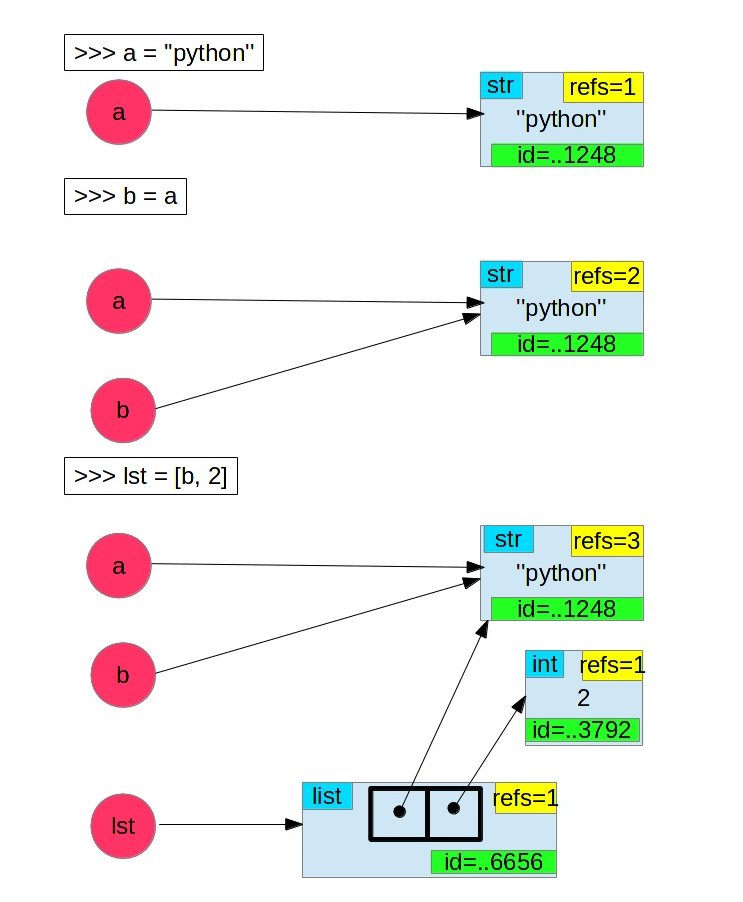 >>> a = "python"
str refs=1
a "python"
id=..1248
>>> b = a
str refs=2
a "python"
id=..1248
b
>>> lst = [b, 2]
str refs=3
a "python"
id=..1248
b
int refs=1
2
id=..3792
list refs=1
lst
id=..6656